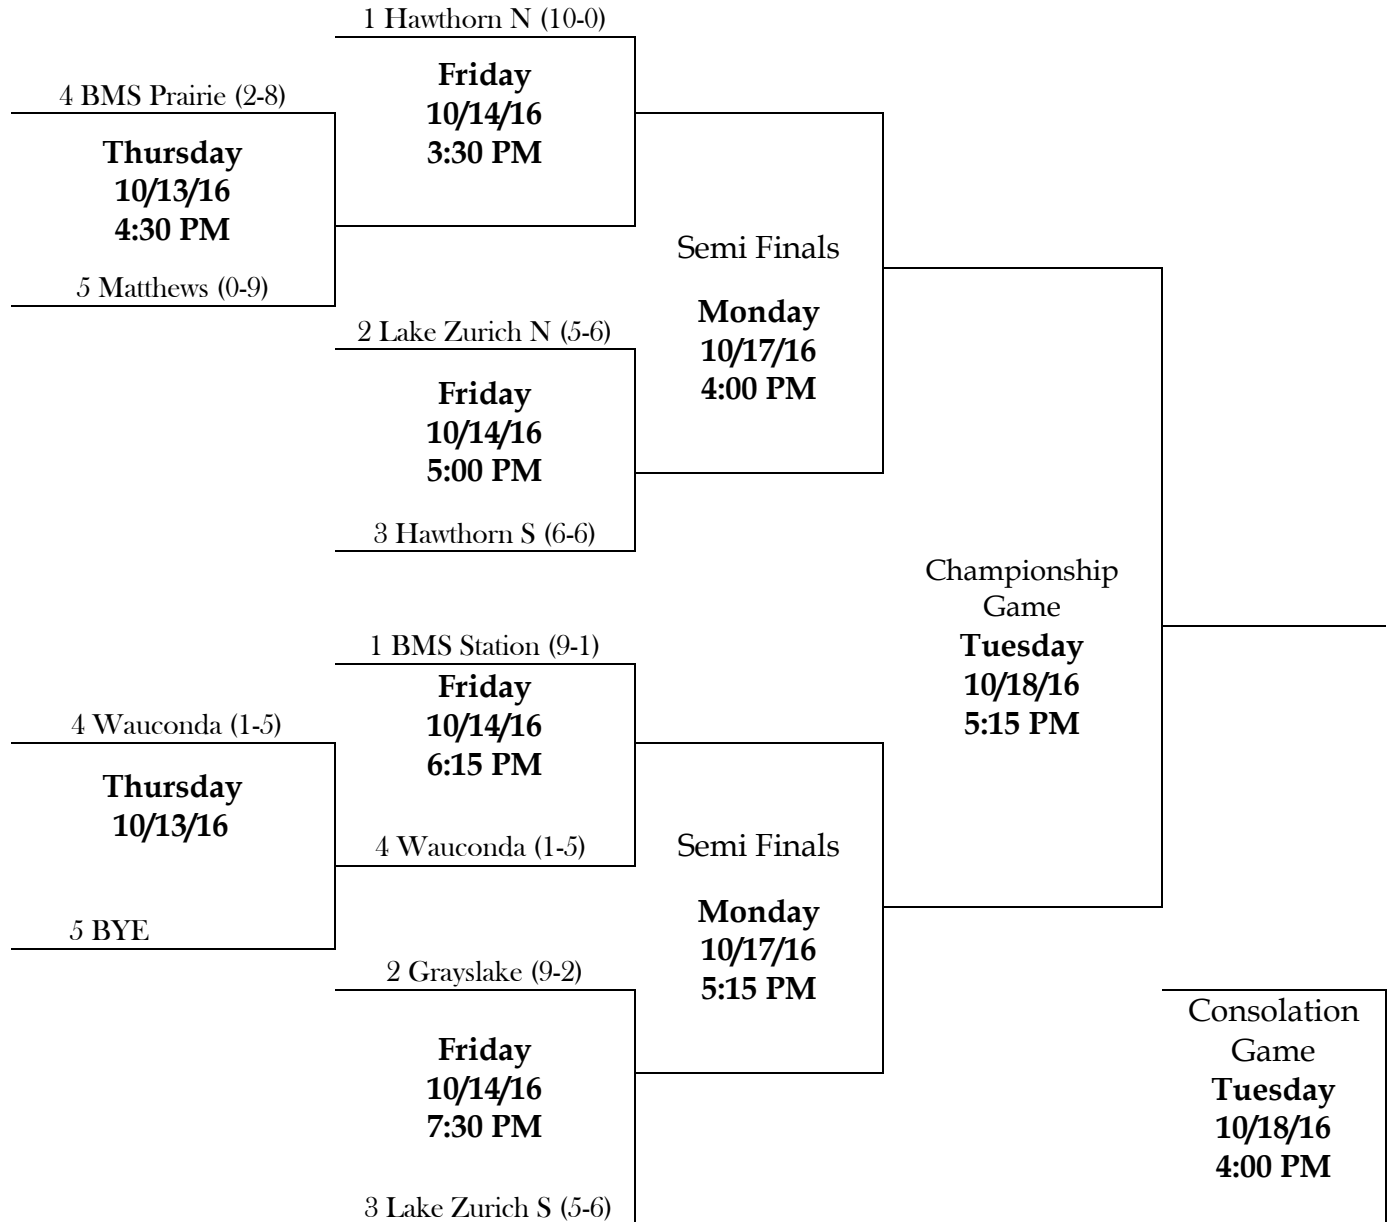 1 Hawthorn N (10-0)
Friday
10/14/16
3:30 PM
4 BMS Prairie (2-8)
Thursday
10/13/16
4:30 PM
5 Matthews (0-9)
Semi Finals
Monday
10/17/16
4:00 PM
2 Lake Zurich N (5-6)
Friday
10/14/16
5:00 PM
3 Hawthorn S (6-6)
Championship
Game
Tuesday
10/18/16
5:15 PM
1 BMS Station (9-1)
Friday
10/14/16
6:15 PM
4 Wauconda (1-5)
Thursday
10/13/16
4 Wauconda (1-5)
5 BYE
Semi Finals
Monday
10/17/16
5:15 PM
2 Grayslake (9-2)
Friday
10/14/16
7:30 PM
3 Lake Zurich S (5-6)
Consolation
Game
Tuesday
10/18/16
4:00 PM